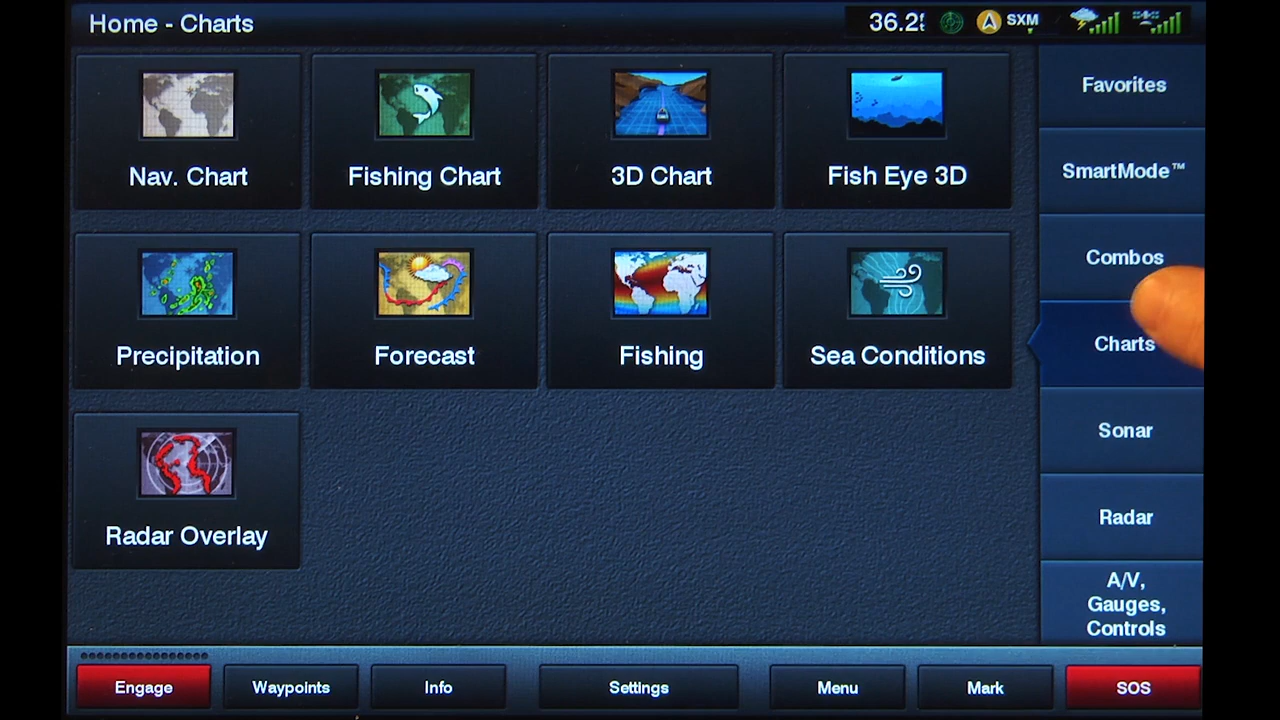 Home - Charts
36.2ft
SXM
Nav. Chart
Fishing Chart
3D Chart
Fish Eye 3D
Precipitation
Forecast
Fishing
Sea Conditions
Radar Overlay
Favorites
SmartMode™
Combos
Charts
Sonar
Radar
A/V,
Gauges,
Controls
Engage
Waypoints
Info
Settings
Menu
Mark
SOS